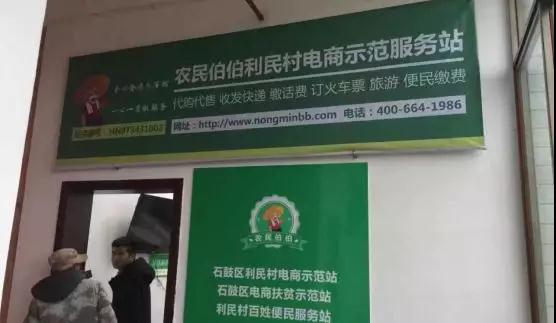 农民伯伯利民村电商示范服务站
代购代售 收发快递 缴话费 订火车票 旅游 便民缴费
网址：http://www.nongminbb.com 电话：400-664-1986
农民伯伯
石鼓区利民村电商示范站
石鼓区电商扶贫示范站
利民村百姓便民服务站